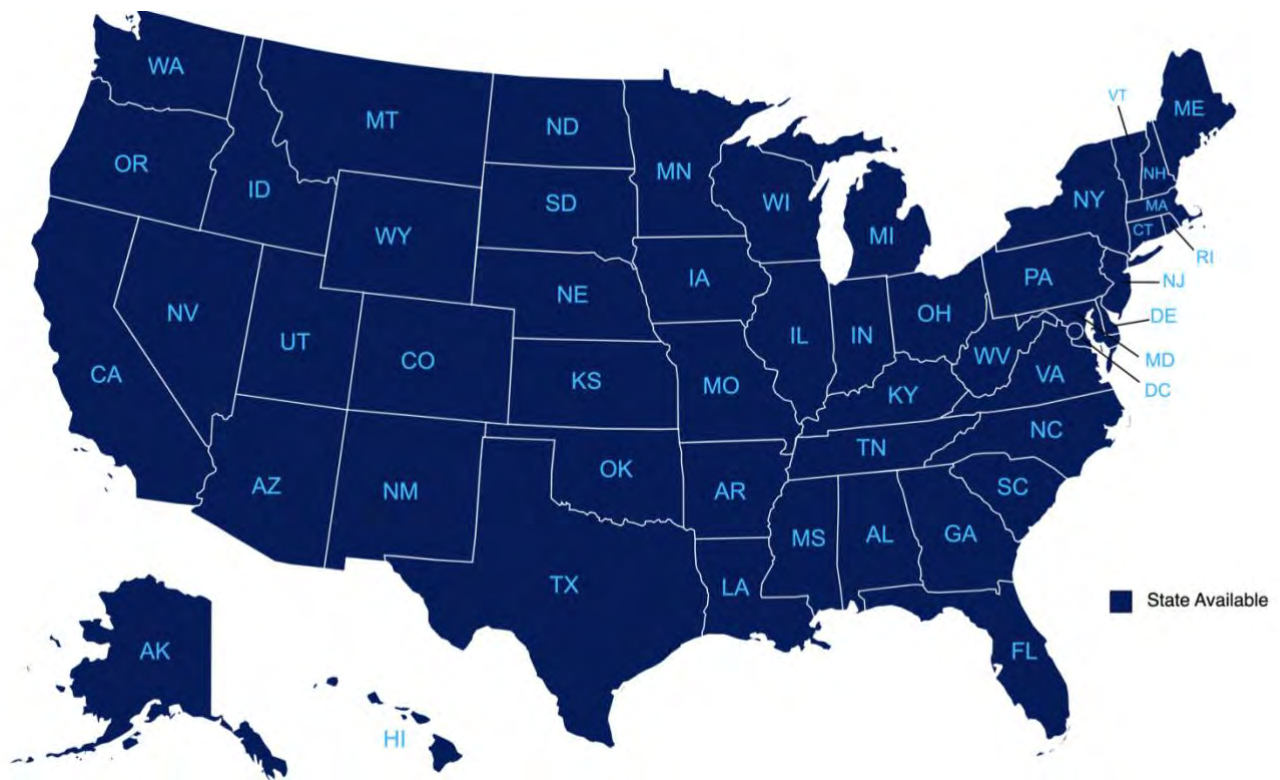 WA
MT
ND
MN
OR
ID
WY
SD
WI
MI
VT
ME
NH
NY
MA
CT
RI
NV
UT
CO
NE
IA
PA
NJ
CA
KS
MO
IL
IN
OH
WV
VA
DE
MD
DC
KY
NC
AZ
NM
OK
AR
TN
SC
TX
LA
MS
AL
GA
State Available
AK
HI
FL